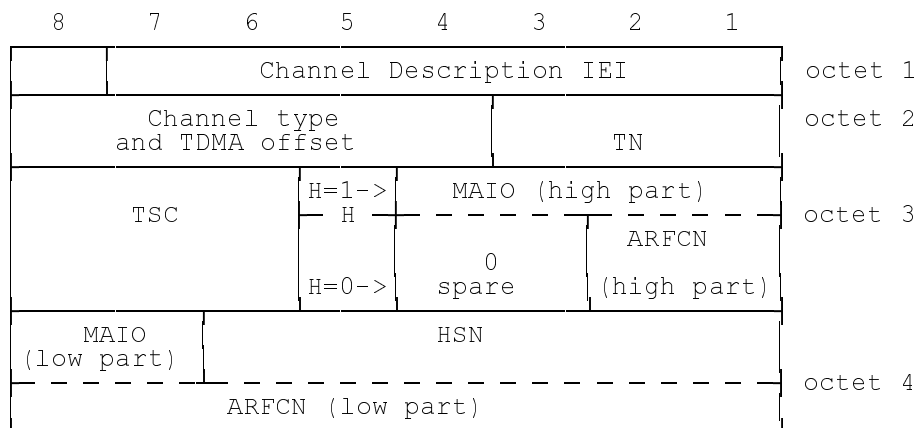 8 7 6 5 4 3 2 1
Channel Description IEI octet 1
Channel type octet 2
and TDMA offset TN
H=1-> MAIO (high part)
TSC H octet 3
ARFCN
0
H=0-> spare (high part)
MAIO HSN
(low part)
octet 4
ARFCN (low part)